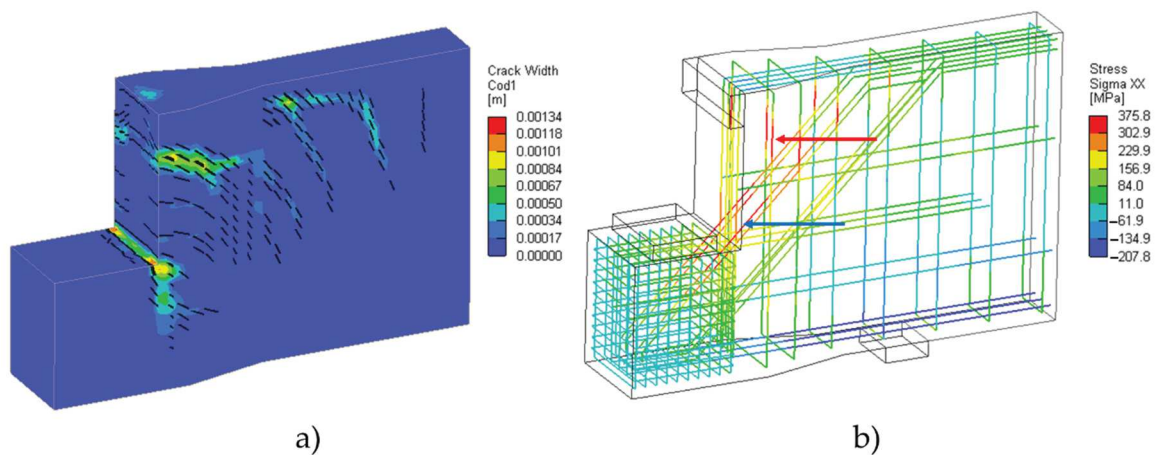 Crack Width
Cod1
[m]
0.00134
0.00118
0.00101
0.00084
0.00067
0.00050
0.00034
0.00017
0.00000
a)
Stress
Sigma XX
[MPa]
375.8
302.9
229.9
156.9
84.0
11.0
−61.9
−134.9
−207.8
b)